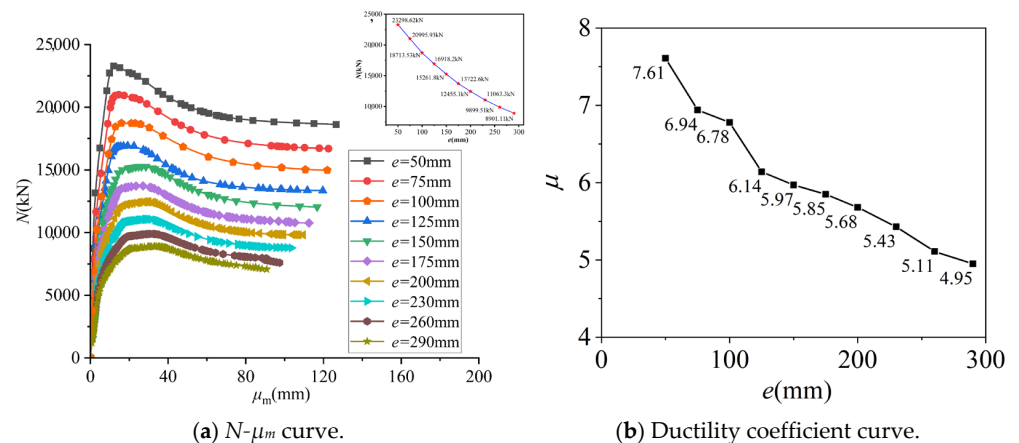 25000
20000
15000
10000
5000
0
N(kN)
0 40 80 120 160 200
μm(mm)
25000
20000
15000
10000
N(kN)
50 100 150 200 250 300
e(mm)
,
23298.62kN
20995.93kN
18713.53kN
16918.2kN
15261.8kN
13722.6kN
12455.1kN
11063.3kN
9899.51kN
8901.11kN
e=50mm
e=75mm
e=100mm
e=125mm
e=150mm
e=175mm
e=200mm
e=230mm
e=260mm
e=290mm
(a) N-μm curve.
8
7
6
5
4
μ
7.61
6.94
6.78
6.14
5.97
5.85
5.68
5.43
5.11
4.95
0 100 200 300
e(mm)
(b) Ductility coefficient curve.